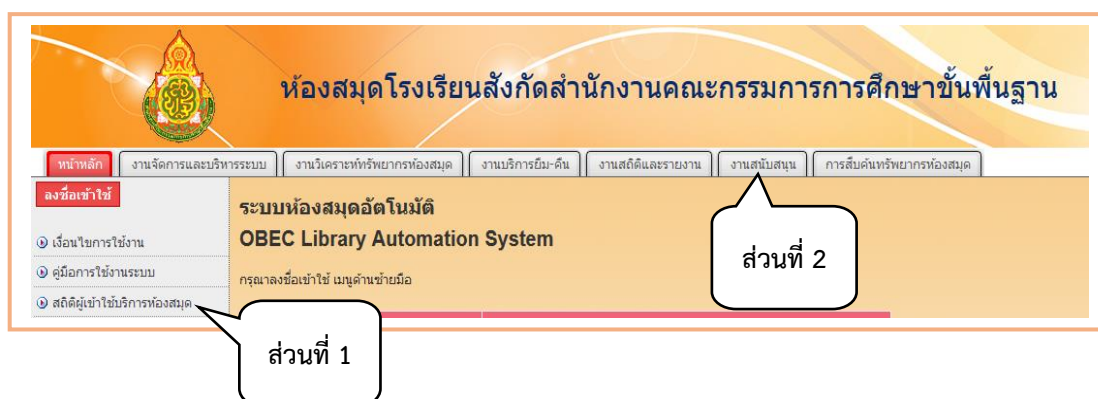 ห้องสมุดโรงเรียนสังกัดสำนักงานคณะกรรมการการศึกษาขั้นพื้นฐาน
หน้าหลัก งานจัดการและบริหารระบบ งานวิเคราะห์ทรัพยากรห้องสมุด งานบริการยืม-คืน งานสถิติและรายงาน งานสนับสนุน การสืบค้นทรัพยากรห้องสมุด
ลงชื่อเข้าใช้
ระบบห้องสมุดอัตโนมัติ
OBEC Library Automation System
เงื่อนไขการใช้งาน
คู่มือการใช้งานระบบ
สถิติผู้เข้าใช้บริการห้องสมุด
กรุณาลงชื่อเข้าใช้ เมนูด้านซ้ายมือ
ส่วนที่ 2
ส่วนที่ 1